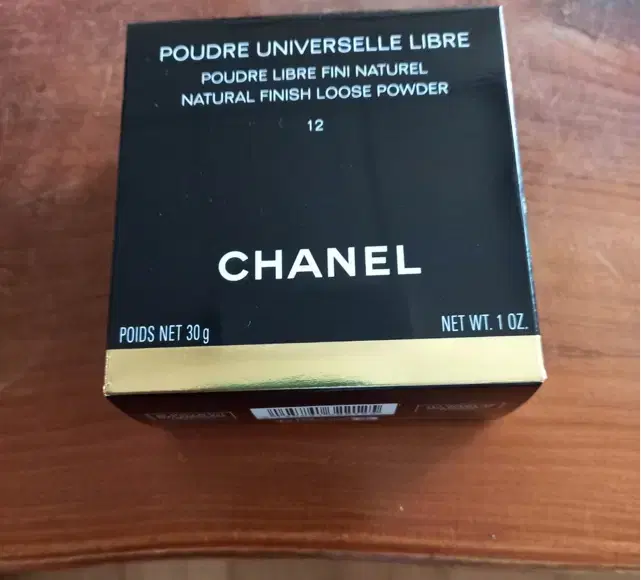 POUDRE UNIVERSELLE LIBRE
POUDRE LIBRE FINI NATUREL
NATURAL FINISH LOOSE POWDER
12
CHANEL
POIDS NET 30 g
NET WT. 1 OZ.